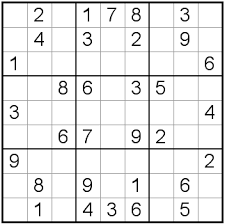 2 1 7 8 3
4 3 2 9
1 6
8 6 3 5
3 4
6 7 9 2
9 2
8 9 1 6
1 4 3 6 5